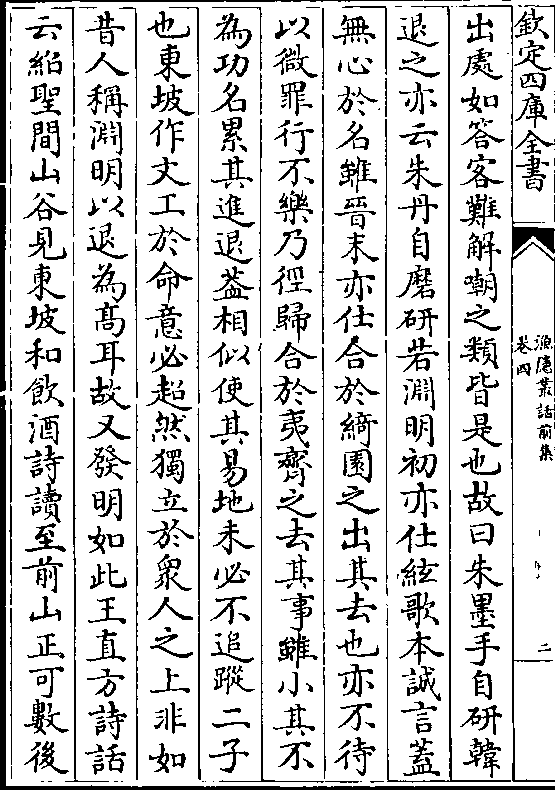 欽定四庫全書
漁隱叢話前集
卷四
二
出處如答客難解嘲之類皆是也故曰朱墨手自研韓
退之亦云朱丹自磨研若淵明初亦仕絃歌本誠言蓋
無心於名雖晉末亦仕合於綺園之出其去也亦不待
以微罪行不樂乃徑歸合於夷齊之去其事雖小其不
為功名累其進退蓋相似使其易地未必不追蹤二子
也東坡作文工於命意必超然獨立於衆人之上非如
昔人稱淵明以退為髙耳故又發明如此王直方詩話
云紹聖間山谷見東坡和飲酒詩讀至前山正可數後